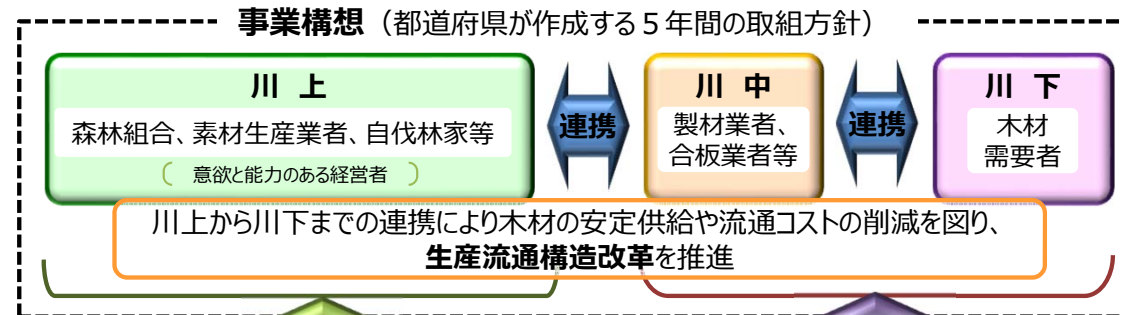 事業構想（都道府県が作成する５年間の取組方針）
川 上
森林組合、素材生産業者、自伐林家等
（ 意欲と能力のある経営者 ）
連携
川 中
製材業者、
合板業者等
連携
川 下
木材
需要者
川上から川下までの連携により木材の安定供給や流通コストの削減を図り、
生産流通構造改革を推進